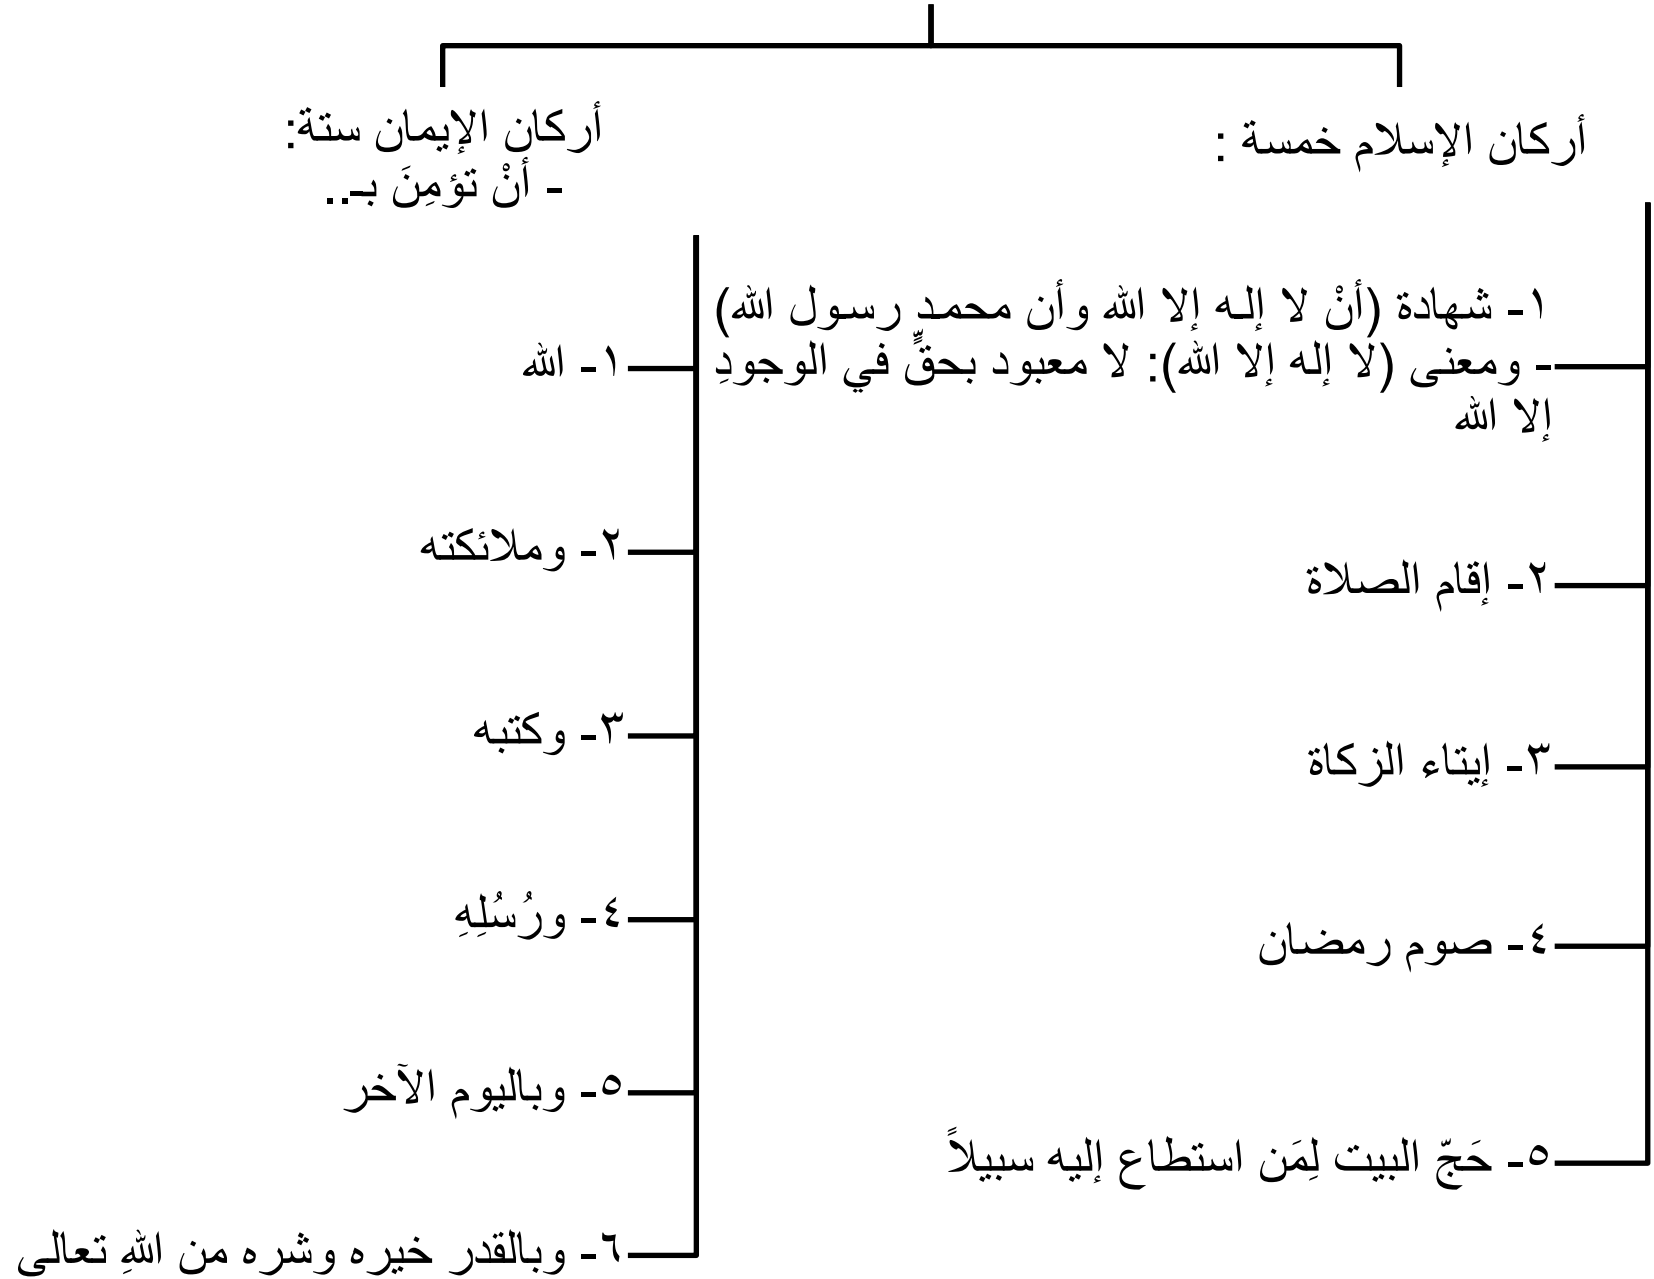 أركان الإسلام خمسة :
١- شهادة (أنْ لا إلـه إلا الله وأن محمـدٍ رسـول الله)
- ومعنى (لا إله إلا الله): لا معبود بحقٍّ في الوجودِ
إلا الله
٢- إقام الصلاة
٣- إيتاء الزكاة
٤- صوم رمضان
٥- حَجّ البيت لِمَن استطاع إليه سبيلاً
أركان الإيمان ستة:
- أنْ تؤمِنَ بـ..
١- الله
٢- وملائكته
٣- وكتبه
٤- ورُسُلِهِ
٥- وباليوم الآخر
٦- وبالقدر خيره وشره من اللهِ تعالى